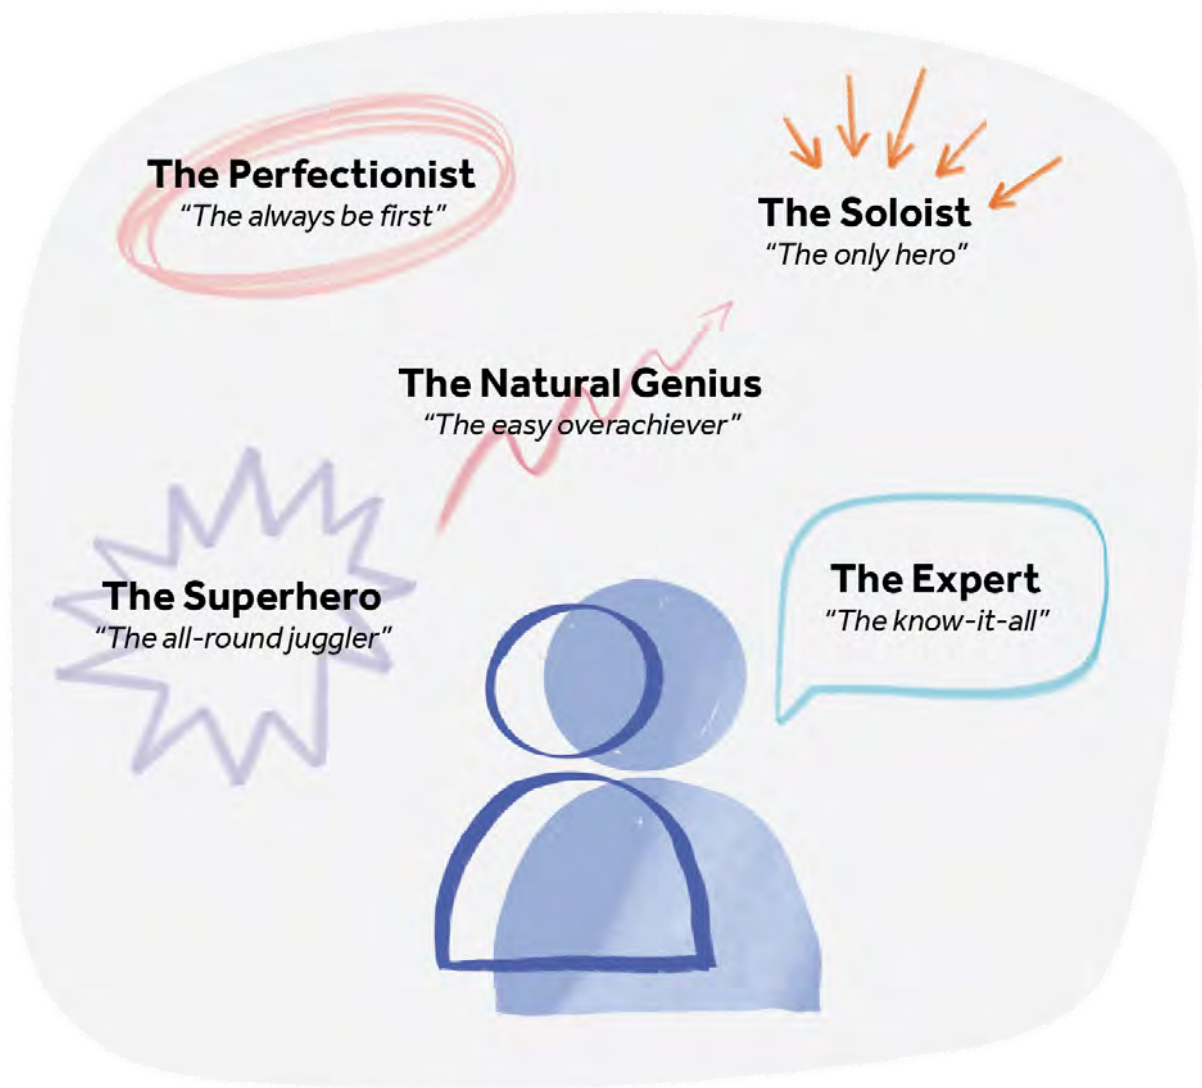 The Perfectionist
“The always be first”
The Soloist
“The only hero”
The Natural Genius
“The easy overachiever”
The Superhero
“The all-round juggler”
The Expert
“The know-it-all”